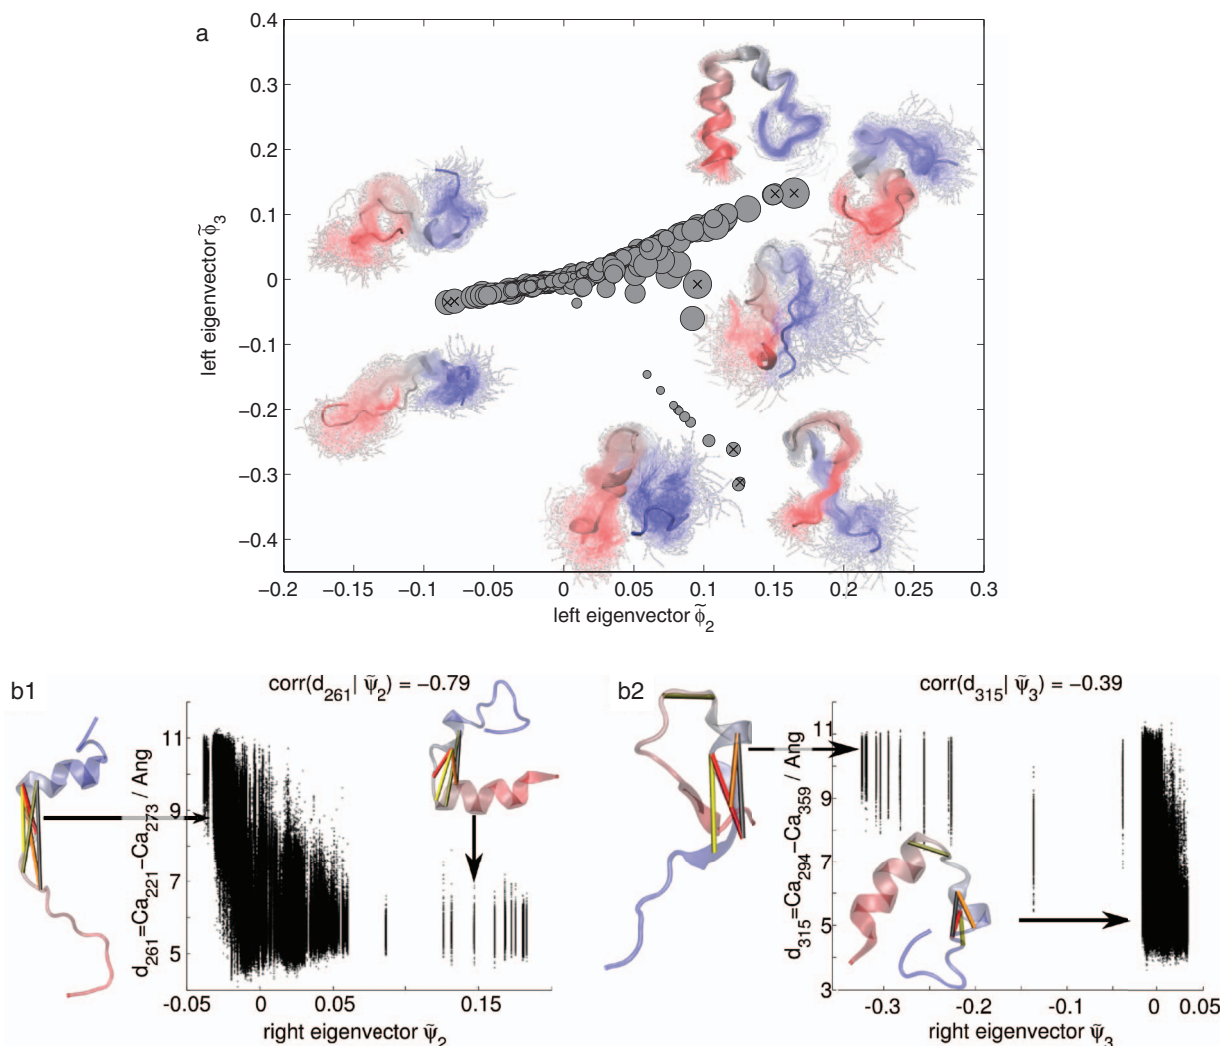 a
0.4
0.3
0.2
0.1
0
−0.1
−0.2
−0.3
−0.4
left eigenvector ϕ̃₃
−0.2 −0.15 −0.1 −0.05 0 0.05 0.1 0.15 0.2 0.25 0.3
left eigenvector ϕ̃₂
b1
corr(d₂₆₁| ψ̃₂) = −0.79
d₂₆₁=Ca₂₂₁−Ca₂₇₃ / Ang
11
9
7
5
-0.05 0 0.05 0.15
right eigenvector ψ̃₂
b2
corr(d₃₁₅| ψ̃₃) = −0.39
d₃₁₅=Ca₂₉₄−Ca₃₅₉ / Ang
11
9
7
5
3
-0.3 -0.2 -0.1 0 0.05
right eigenvector ψ̃₃